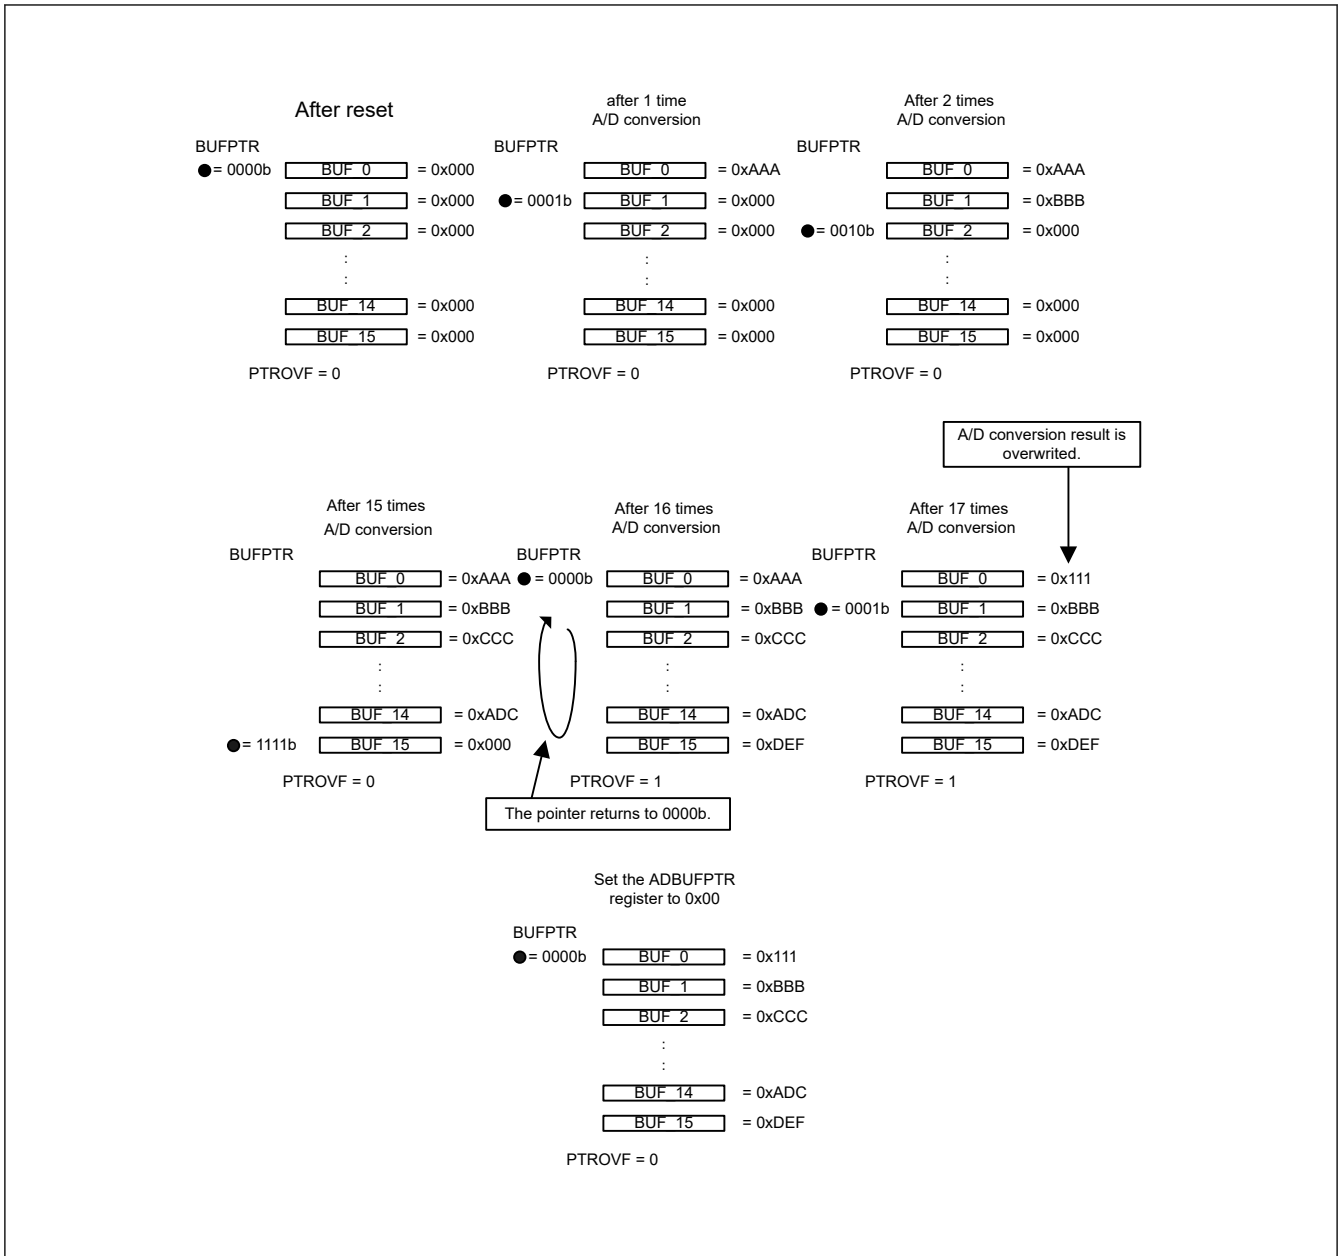 After reset
BUFPTR
● = 0000b BUF_0 = 0x000
BUF_1 = 0x000
BUF_2 = 0x000
:
:
BUF_14 = 0x000
BUF_15 = 0x000
PTROVF = 0
after 1 time
A/D conversion
BUFPTR
BUF_0 = 0xAAA
● = 0001b BUF_1 = 0x000
BUF_2 = 0x000
:
:
BUF_14 = 0x000
BUF_15 = 0x000
PTROVF = 0
After 2 times
A/D conversion
BUFPTR
BUF_0 = 0xAAA
BUF_1 = 0xBBB
● = 0010b BUF_2 = 0x000
:
:
BUF_14 = 0x000
BUF_15 = 0x000
PTROVF = 0
After 15 times
A/D conversion
BUFPTR
BUF_0 = 0xAAA
BUF_1 = 0xBBB
BUF_2 = 0xCCC
:
:
BUF_14 = 0xADC
● = 1111b BUF_15 = 0x000
PTROVF = 0
After 16 times
A/D conversion
BUFPTR
● = 0000b BUF_0 = 0xAAA
BUF_1 = 0xBBB
BUF_2 = 0xCCC
:
:
BUF_14 = 0xADC
BUF_15 = 0xDEF
PTROVF = 1
The pointer returns to 0000b.
A/D conversion result is
overwrited.
After 17 times
A/D conversion
BUFPTR
BUF_0 = 0x111
● = 0001b BUF_1 = 0xBBB
BUF_2 = 0xCCC
:
:
BUF_14 = 0xADC
BUF_15 = 0xDEF
PTROVF = 1
Set the ADBUFPTR
register to 0x00
BUFPTR
● = 0000b BUF_0 = 0x111
BUF_1 = 0xBBB
BUF_2 = 0xCCC
:
:
BUF_14 = 0xADC
BUF_15 = 0xDEF
PTROVF = 0